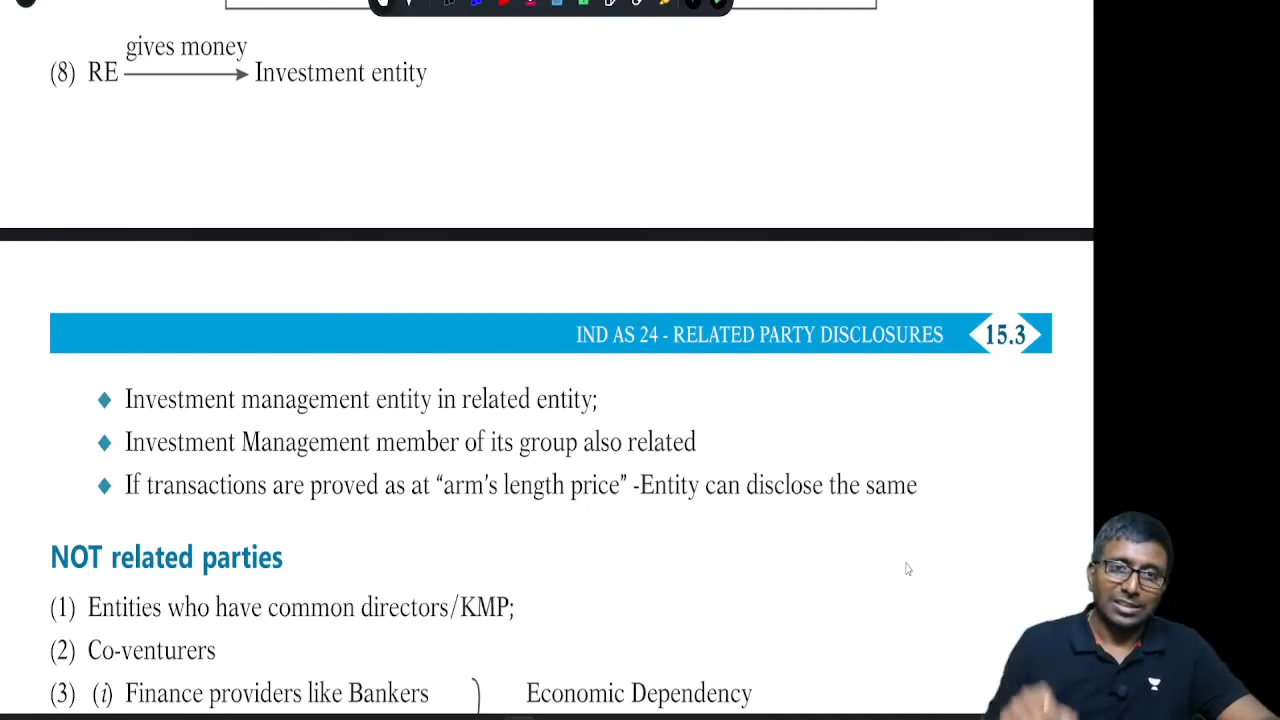 gives money
(8) RE Investment entity
IND AS 24 - RELATED PARTY DISCLOSURES 15.3
Investment management entity in related entity;
Investment Management member of its group also related
If transactions are proved as at “arm’s length price” -Entity can disclose the same
NOT related parties
(1) Entities who have common directors/KMP;
(2) Co-venturers
(3) (i) Finance providers like Bankers Economic Dependency